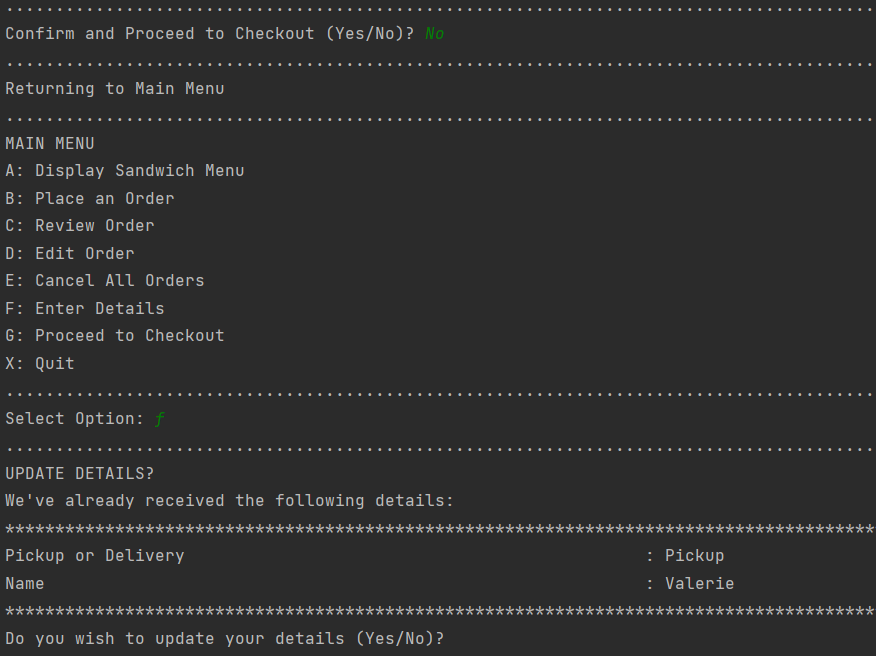 ................................................................................
Confirm and Proceed to Checkout (Yes/No)? No
................................................................................
Returning to Main Menu
................................................................................
MAIN MENU
A: Display Sandwich Menu
B: Place an Order
C: Review Order
D: Edit Order
E: Cancel All Orders
F: Enter Details
G: Proceed to Checkout
X: Quit
................................................................................
Select Option: f
................................................................................
UPDATE DETAILS?
We've already received the following details:
********************************************************************************
Pickup or Delivery : Pickup
Name : Valerie
********************************************************************************
Do you wish to update your details (Yes/No)?